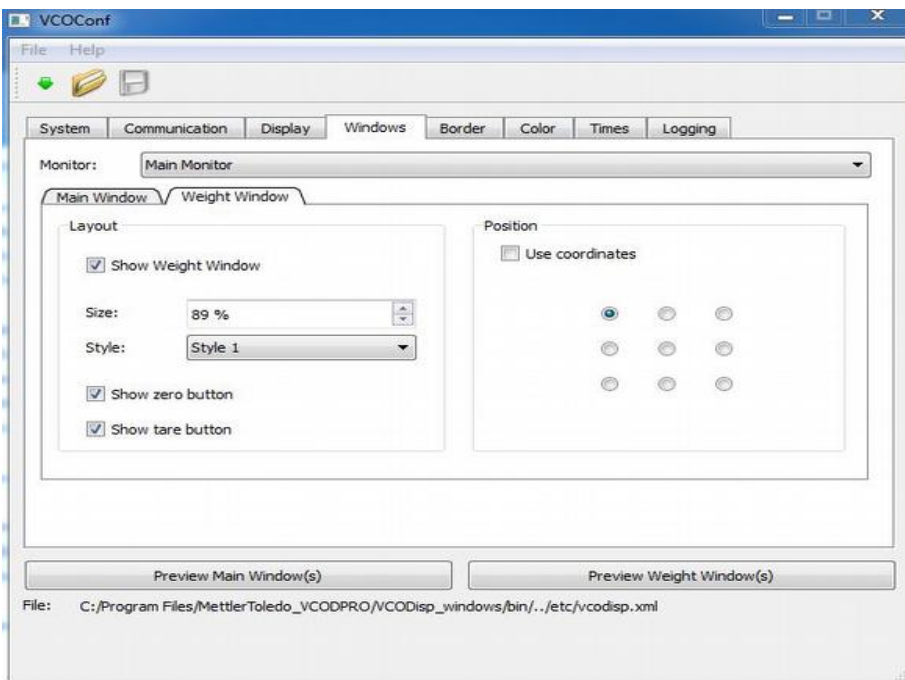 VCOConf
File Help
System Communication Display Windows Border Color Times Logging
Monitor: Main Monitor
Main Window Weight Window
Layout
Show Weight Window
Size: 89 %
Style: Style 1
Show zero button
Show tare button
Position
Use coordinates
Preview Main Window(s) Preview Weight Window(s)
File: C:/Program Files/MettlerToledo_VCODPRO/VCODisp_windows/bin/../etc/vcodisp.xml